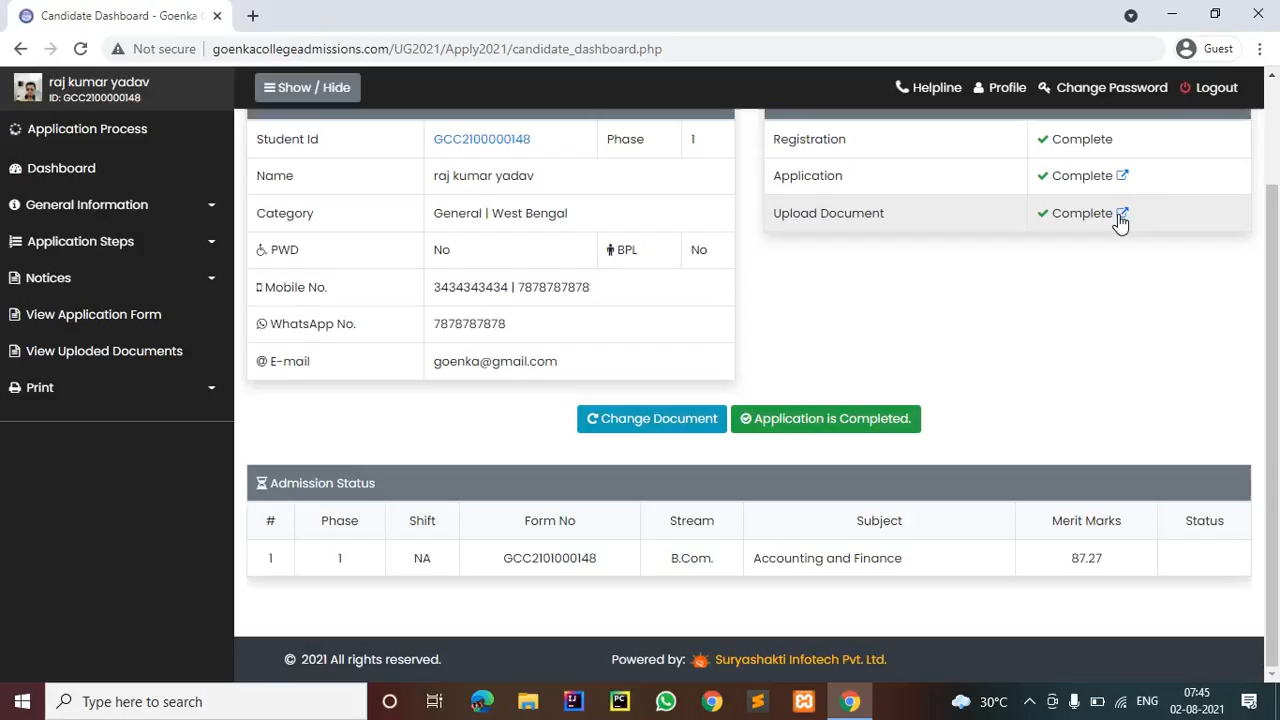 Candidate Dashboard - Goenka C
Not secure
goenkacollegeadmissions.com/UG2021/Apply2021/candidate_dashboard.php
Guest
raj kumar yadav
ID: GCC2100000148
Show / Hide
Helpline
Profile
Change Password
Logout
Application Process
Dashboard
General Information
Application Steps
Notices
View Application Form
View Uploded Documents
Print
Student Id GCC2100000148 Phase 1
Name raj kumar yadav
Category General | West Bengal
PWD No BPL No
Mobile No. 3434343434 | 7878787878
WhatsApp No. 7878787878
@ E-mail goenka@gmail.com
Registration Complete
Application Complete
Upload Document Complete
Change Document
Application is Completed.
Admission Status
# Phase Shift Form No Stream Subject Merit Marks Status
1 1 NA GCC2101000148 B.Com. Accounting and Finance 87.27
© 2021 All rights reserved.
Powered by: Suryashakti Infotech Pvt. Ltd.
Type here to search
30°C
ENG
07:45
02-08-2021